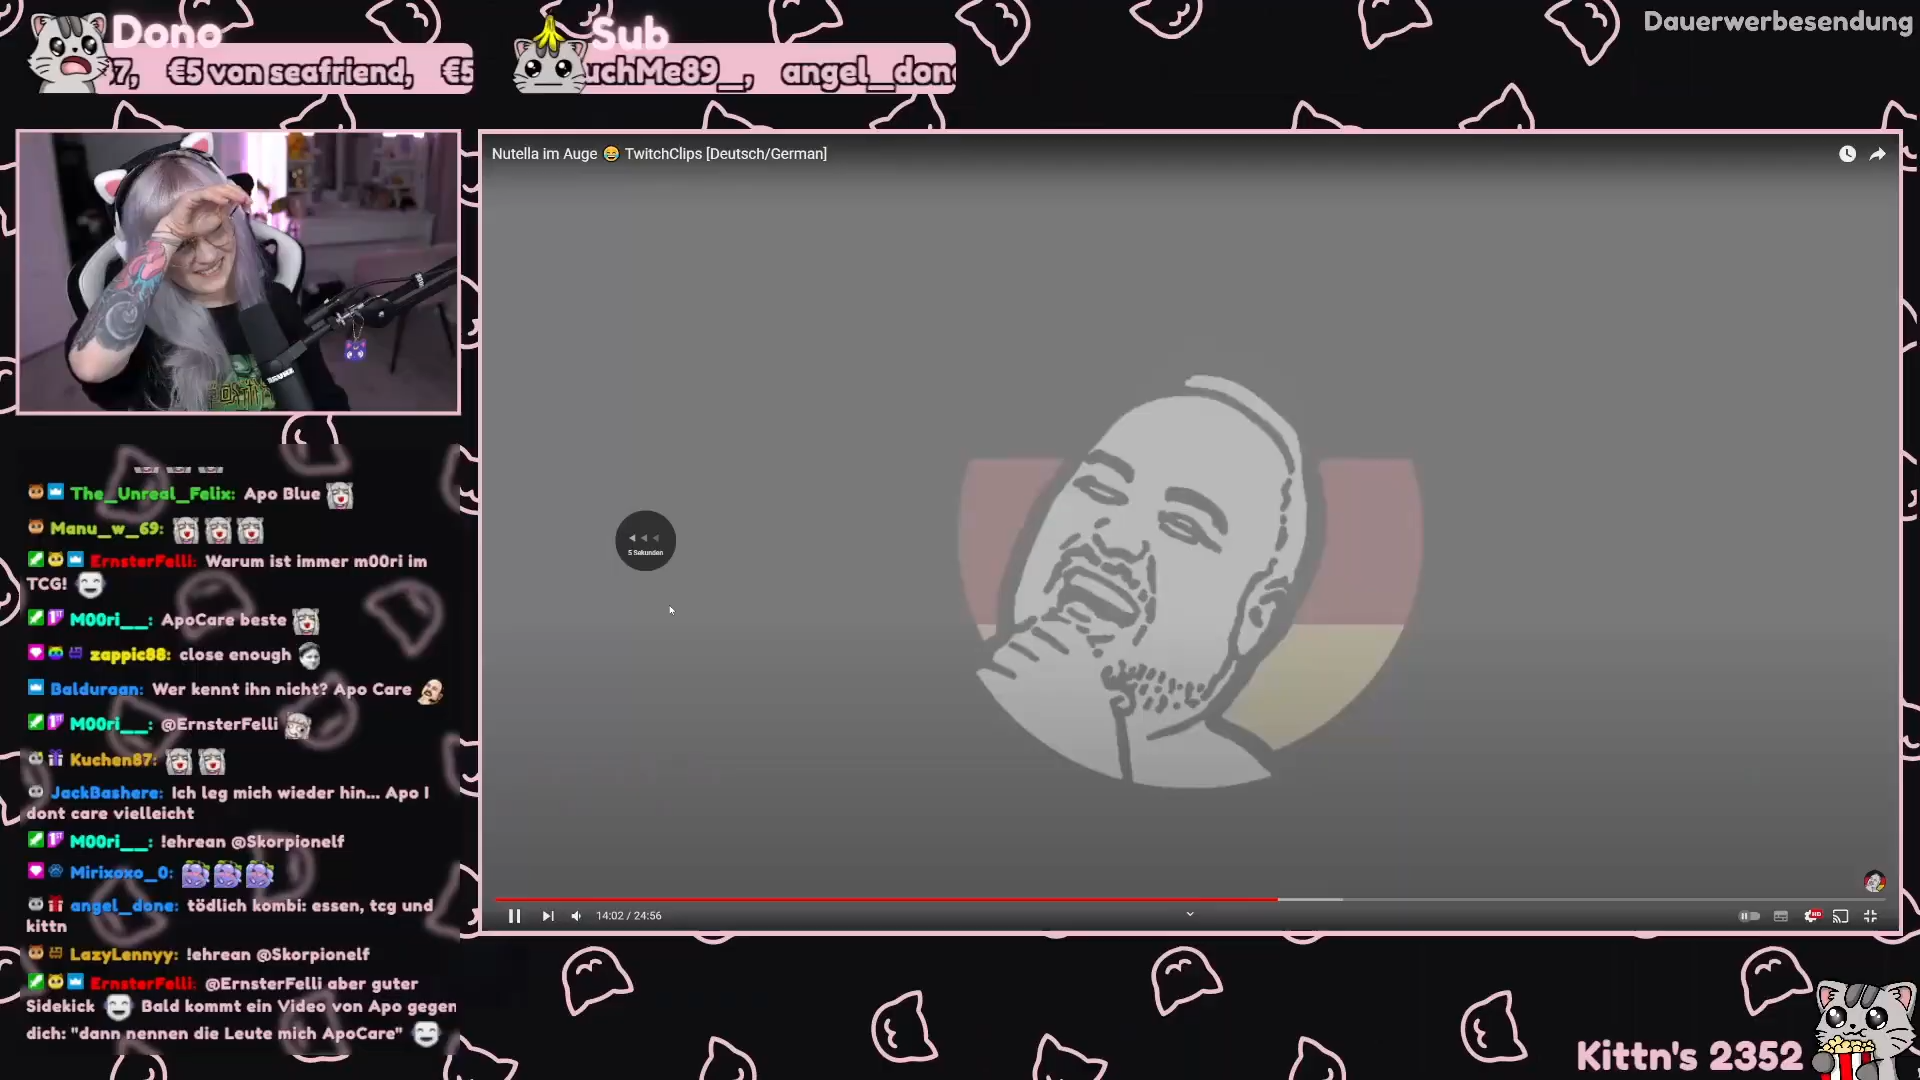 Dono
7, €5 von seafriend, €5
Sub
uchMe89__, angel_don
Dauerwerbesendung
Nutella im Auge 😂 TwitchClips [Deutsch/German]
5 Sekunden
The_Unreal_Felix: Apo Blue
Manu_w_69:
ErnsterFelli: Warum ist immer m00ri im
TCG!
M00ri__: ApoCare beste
zappic88: close enough
Balduraan: Wer kennt ihn nicht? Apo Care
M00ri__: @ErnsterFelli
Kuchen87:
JackBashere: Ich leg mich wieder hin... Apo I
dont care vielleicht
M00ri__: !ehrean @Skorpionelf
Mirixoxo_0:
angel_done: tödlich kombi: essen, tcg und
kittn
LazyLennyy: !ehrean @Skorpionelf
ErnsterFelli: @ErnsterFelli aber guter
Sidekick Bald kommt ein Video von Apo gegen
dich: "dann nennen die Leute mich ApoCare"
14:02 / 24:56
HD
Kittn's 2352